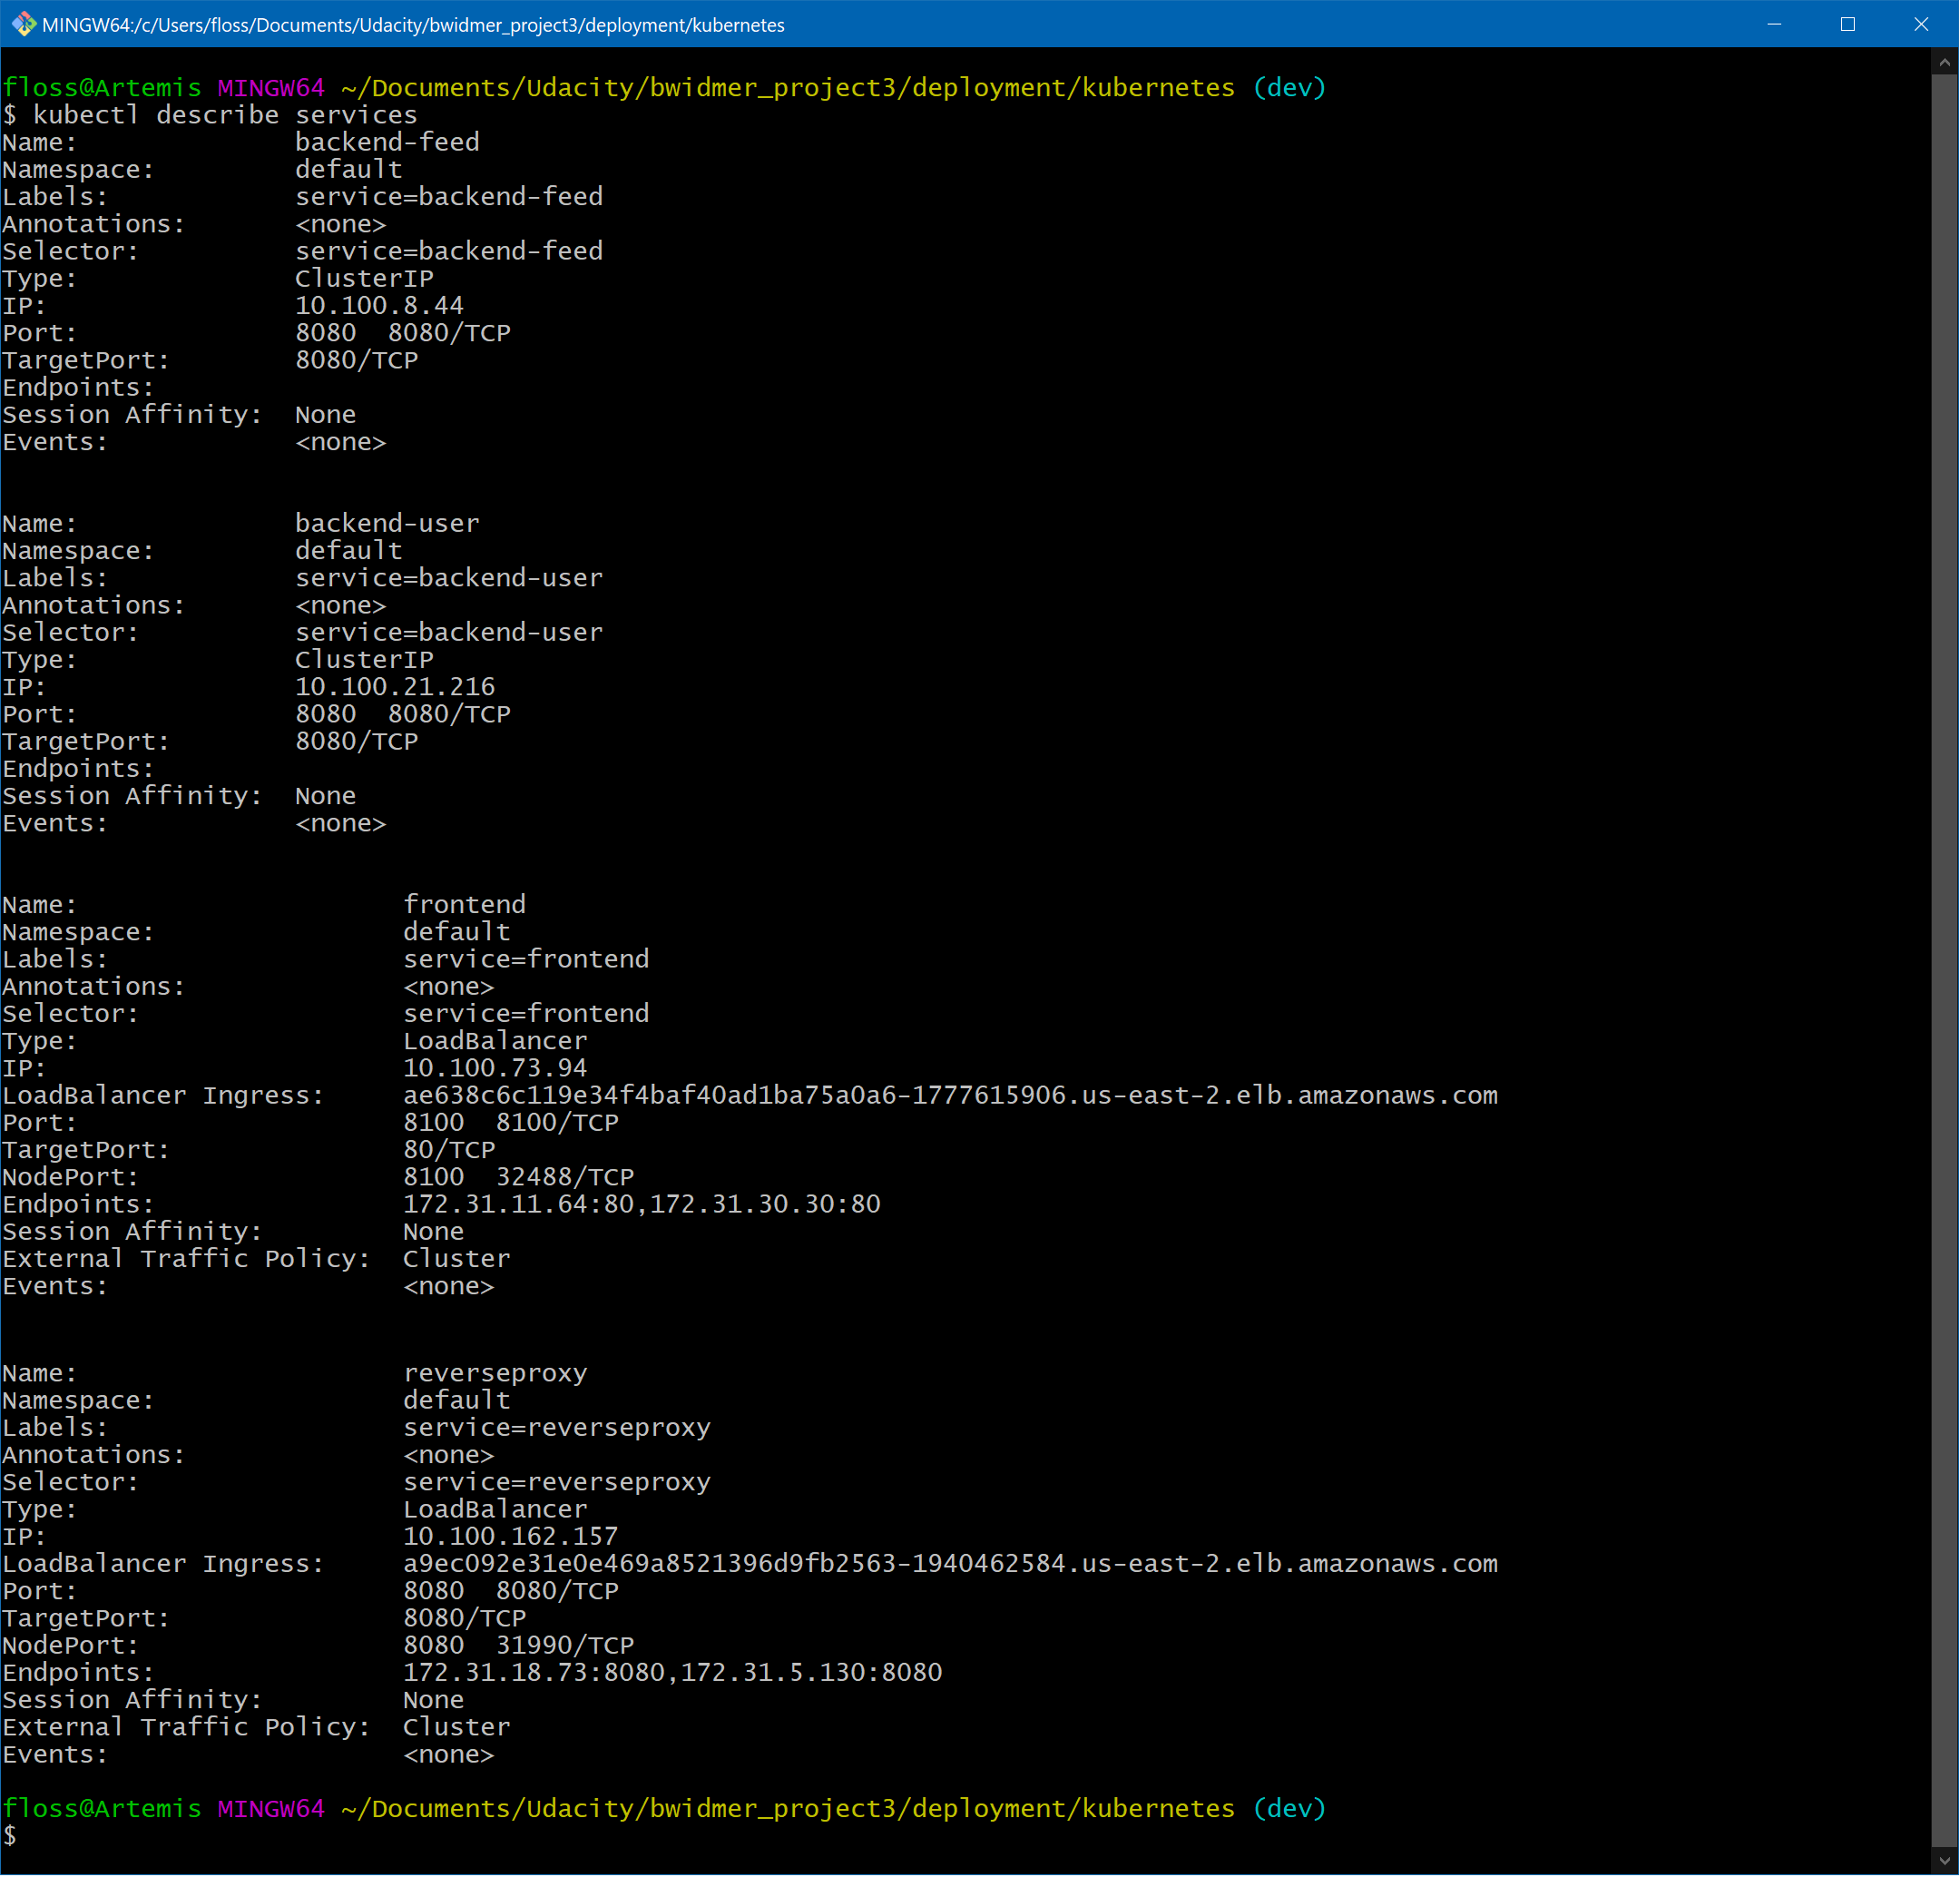 MINGW64:/c/Users/floss/Documents/Udacity/bwidmer_project3/deployment/kubernetes
floss@Artemis MINGW64 ~/Documents/Udacity/bwidmer_project3/deployment/kubernetes (dev)
$ kubectl describe services
Name:              backend-feed
Namespace:         default
Labels:            service=backend-feed
Annotations:       <none>
Selector:          service=backend-feed
Type:              ClusterIP
IP:                10.100.8.44
Port:              8080  8080/TCP
TargetPort:        8080/TCP
Endpoints:
Session Affinity:  None
Events:            <none>
Name:              backend-user
Namespace:         default
Labels:            service=backend-user
Annotations:       <none>
Selector:          service=backend-user
Type:              ClusterIP
IP:                10.100.21.216
Port:              8080  8080/TCP
TargetPort:        8080/TCP
Endpoints:
Session Affinity:  None
Events:            <none>
Name:                     frontend
Namespace:                default
Labels:                   service=frontend
Annotations:              <none>
Selector:                 service=frontend
Type:                     LoadBalancer
IP:                       10.100.73.94
LoadBalancer Ingress:     ae638c6c119e34f4baf40ad1ba75a0a6-1777615906.us-east-2.elb.amazonaws.com
Port:                     8100  8100/TCP
TargetPort:               80/TCP
NodePort:                 8100  32488/TCP
Endpoints:                172.31.11.64:80,172.31.30.30:80
Session Affinity:         None
External Traffic Policy:  Cluster
Events:                   <none>
Name:                     reverseproxy
Namespace:                default
Labels:                   service=reverseproxy
Annotations:              <none>
Selector:                 service=reverseproxy
Type:                     LoadBalancer
IP:                       10.100.162.157
LoadBalancer Ingress:     a9ec092e31e0e469a8521396d9fb2563-1940462584.us-east-2.elb.amazonaws.com
Port:                     8080  8080/TCP
TargetPort:               8080/TCP
NodePort:                 8080  31990/TCP
Endpoints:                172.31.18.73:8080,172.31.5.130:8080
Session Affinity:         None
External Traffic Policy:  Cluster
Events:                   <none>
floss@Artemis MINGW64 ~/Documents/Udacity/bwidmer_project3/deployment/kubernetes (dev)
$